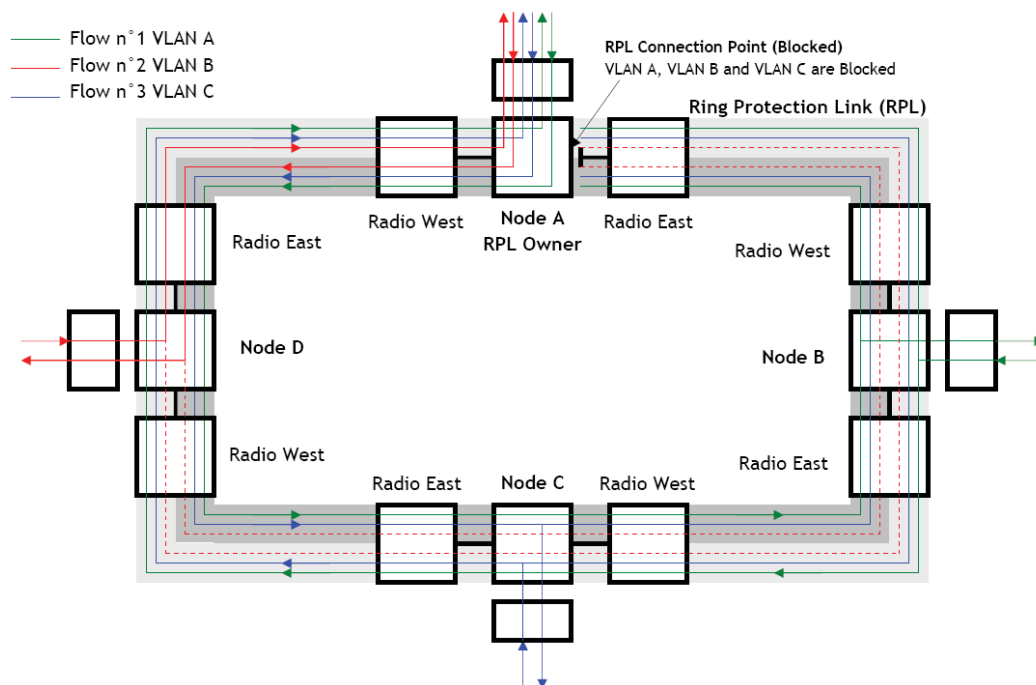 Flow n°1 VLAN A
Flow n°2 VLAN B
Flow n°3 VLAN C
RPL Connection Point (Blocked)
VLAN A, VLAN B and VLAN C are Blocked
Ring Protection Link (RPL)
Radio West
Node A
RPL Owner
Radio East
Radio East
Radio West
Node D
Node B
Radio West
Radio East
Radio East
Node C
Radio West